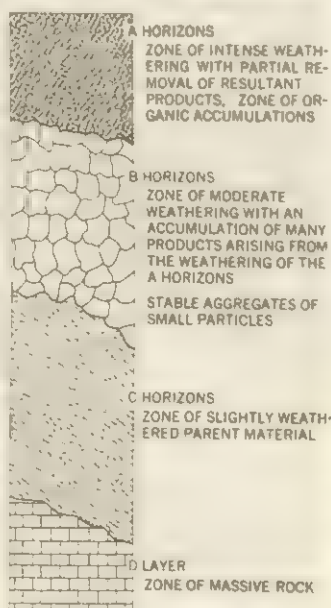 A HORIZONS
ZONE OF INTENSE WEATH-
ERING WITH PARTIAL RE-
MOVAL OF RESULTANT
PRODUCTS, ZONE OF OR-
GANIC ACCUMULATIONS
B HORIZONS
ZONE OF MODERATE
WEATHERING WITH AN
ACCUMULATION OF MANY
PRODUCTS ARISING FROM
THE WEATHERING OF THE
A HORIZONS
STABLE AGGREGATES OF
SMALL PARTICLES
C HORIZONS
ZONE OF SLIGHTLY WEATH-
ERED PARENT MATERIAL
D LAYER
ZONE OF MASSIVE ROCK